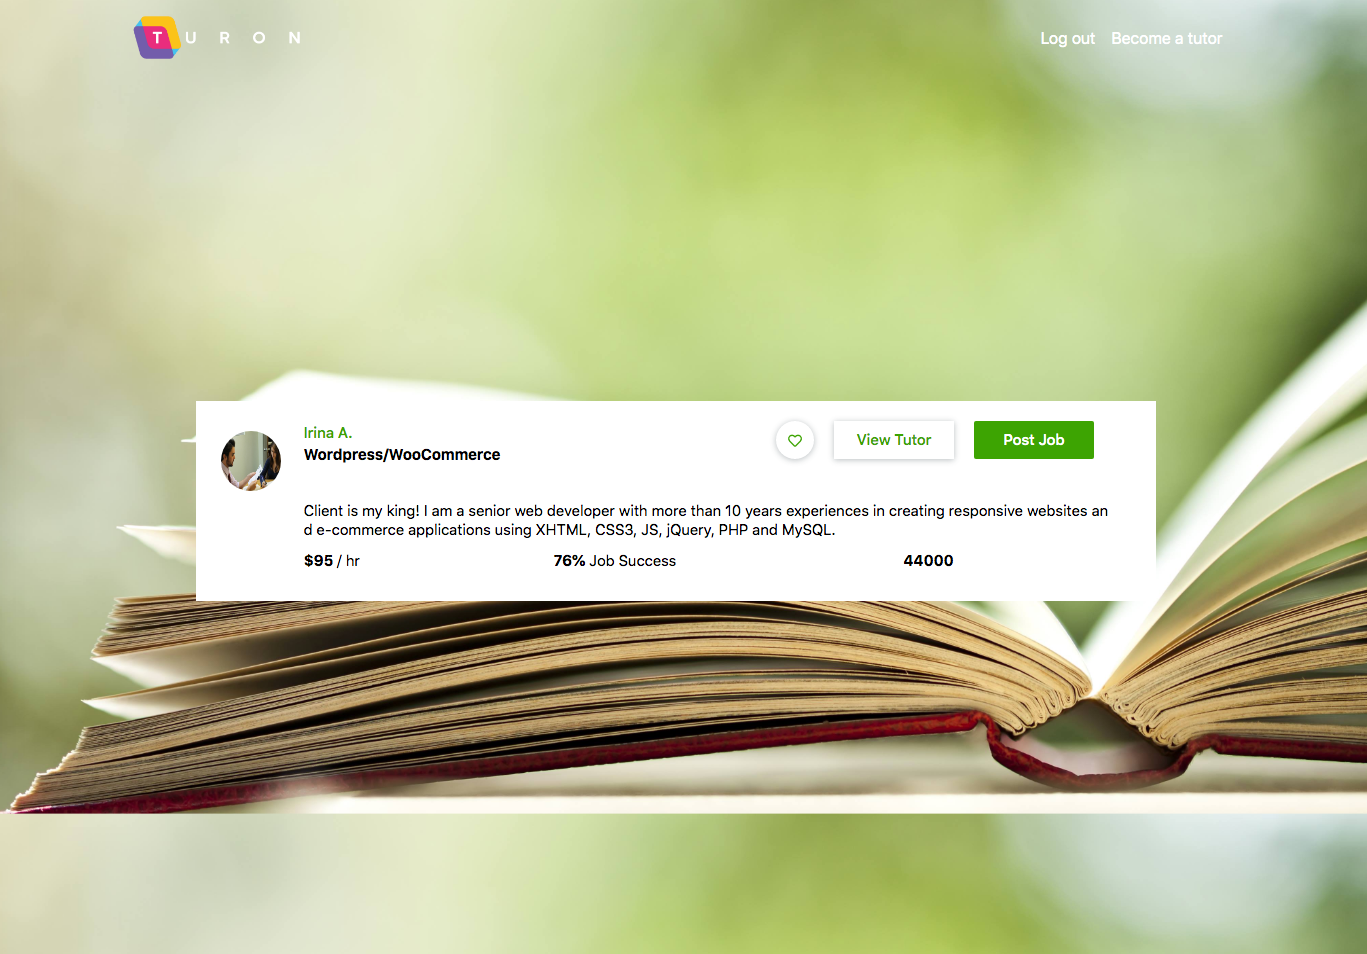 T U R O N
Log out Become a tutor
Irina A.
Wordpress/WooCommerce
View Tutor
Post Job
Client is my king! I am a senior web developer with more than 10 years experiences in creating responsive websites an
d e-commerce applications using XHTML, CSS3, JS, jQuery, PHP and MySQL.
$95 / hr
76% Job Success
44000